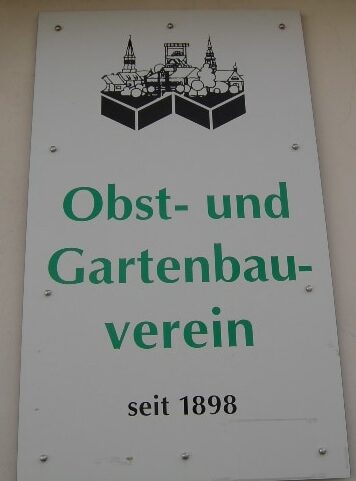 Obst- und
Gartenbau-
verein
seit 1898